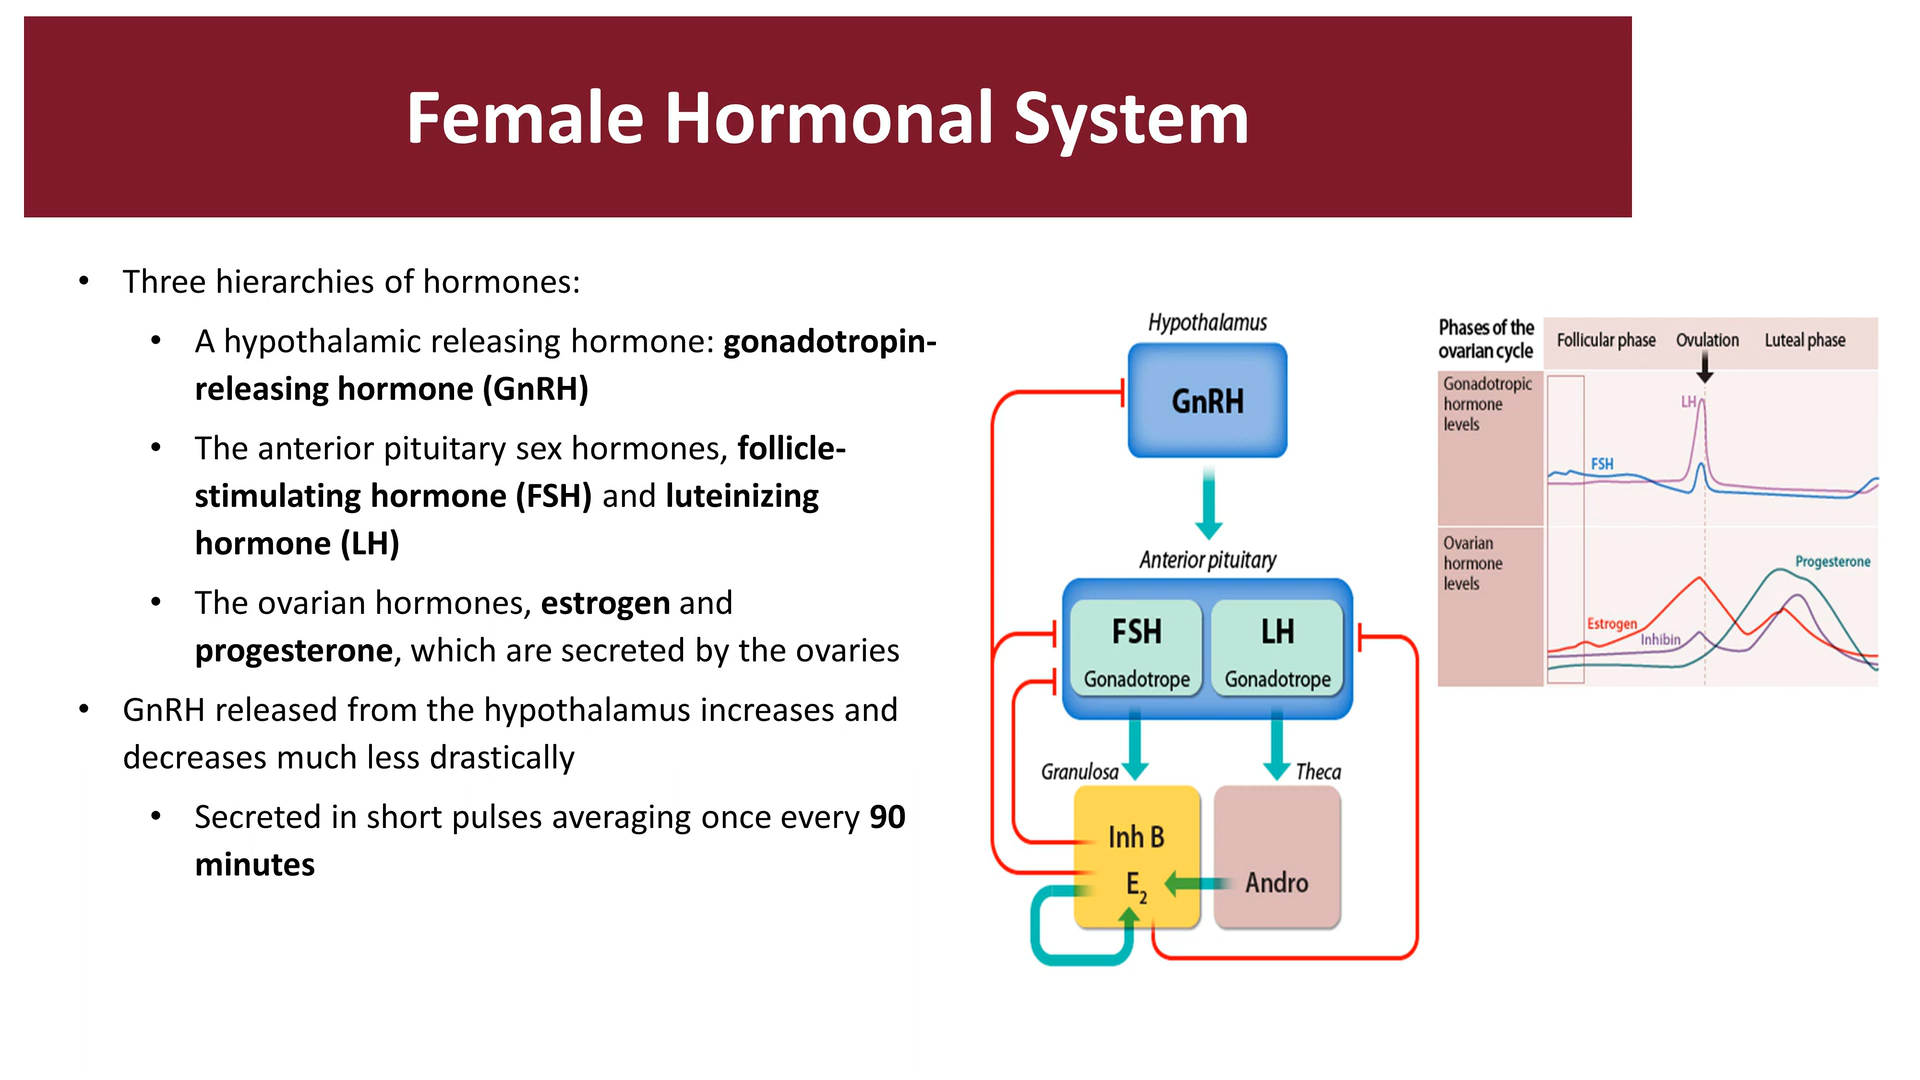 Female Hormonal System
• Three hierarchies of hormones:
• A hypothalamic releasing hormone: gonadotropin-
releasing hormone (GnRH)
• The anterior pituitary sex hormones, follicle-
stimulating hormone (FSH) and luteinizing
hormone (LH)
• The ovarian hormones, estrogen and
progesterone, which are secreted by the ovaries
• GnRH released from the hypothalamus increases and
decreases much less drastically
• Secreted in short pulses averaging once every 90
minutes
Hypothalamus
GnRH
Anterior pituitary
FSH LH
Gonadotrope Gonadotrope
Granulosa Theca
Inh B
E2 Andro
Phases of the
ovarian cycle
Follicular phase Ovulation Luteal phase
Gonadotropic
hormone
levels
LH
FSH
Ovarian
hormone
levels
Progesterone
Estrogen
Inhibin